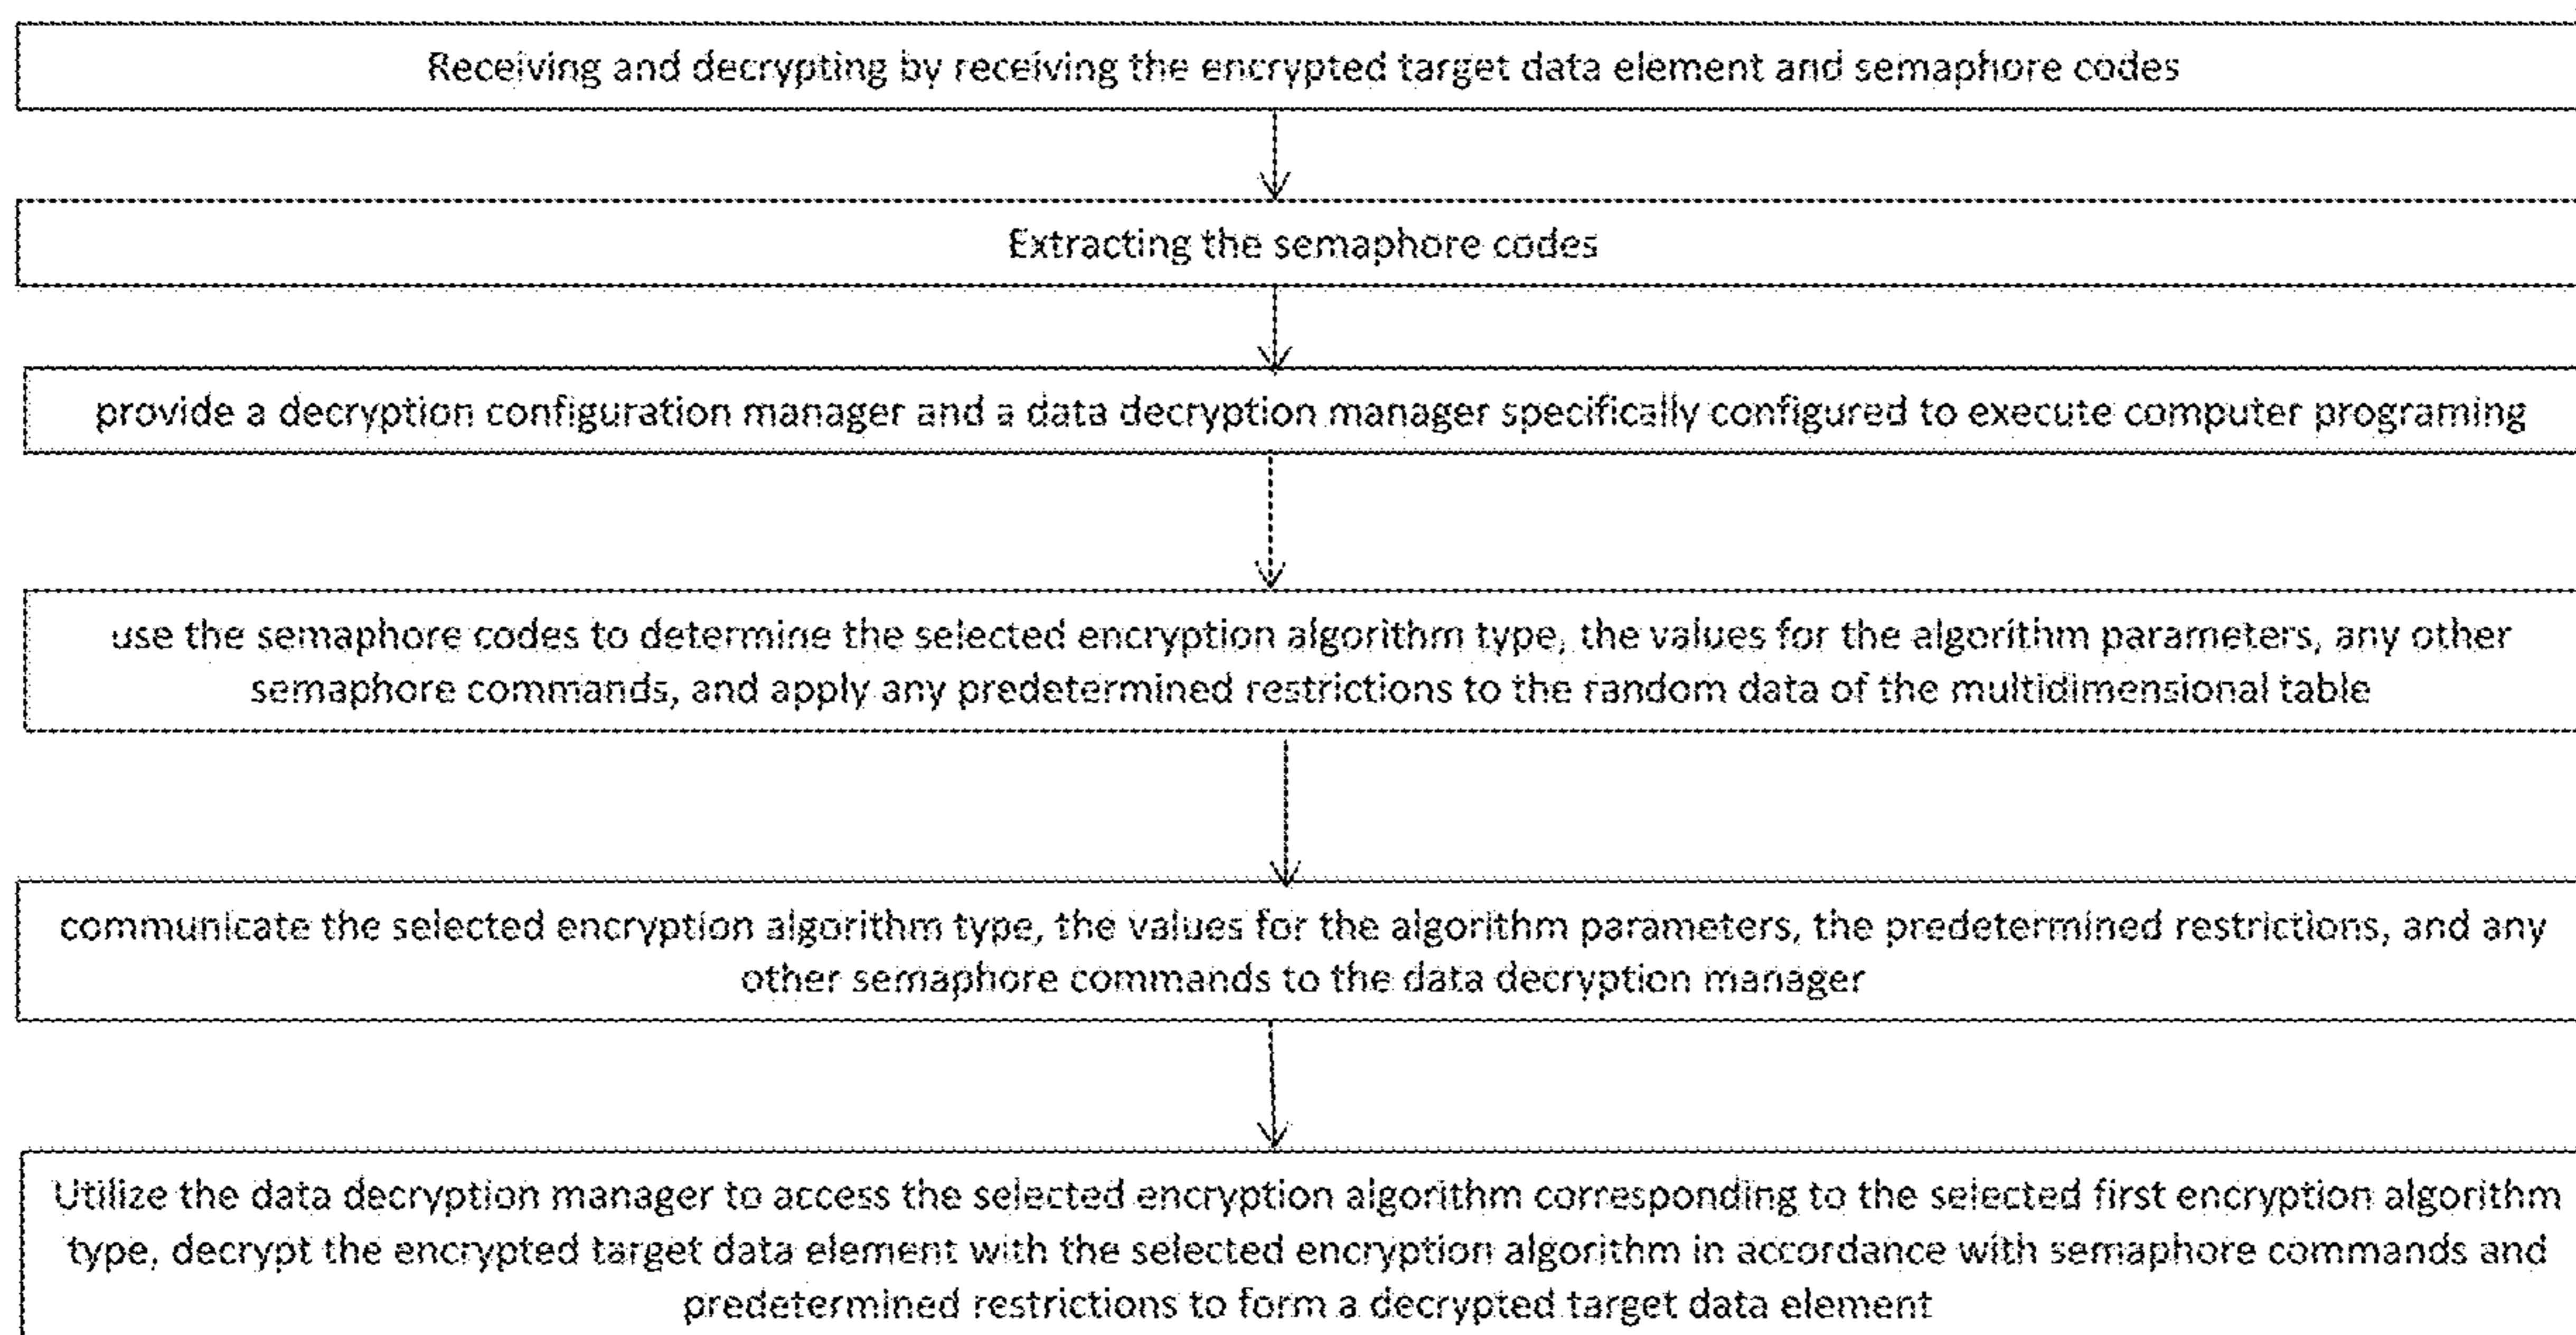 Receiving and decrypting by receiving the encrypted target data element and semaphore codes
Extracting the semaphore codes
provide a decryption configuration manager and a data decryption manager specifically configured to execute computer programing
use the semaphore codes to determine the selected encryption algorithm type, the values for the algorithm parameters, any other
semaphore commands, and apply any predetermined restrictions to the random data of the multidimensional table
communicate the selected encryption algorithm type, the values for the algorithm parameters, the predetermined restrictions, and any
other semaphore commands to the data decryption manager
Utilize the data decryption manager to access the selected encryption algorithm corresponding to the selected first encryption algorithm
type, decrypt the encrypted target data element with the selected encryption algorithm in accordance with semaphore commands and
predetermined restrictions to form a decrypted target data element